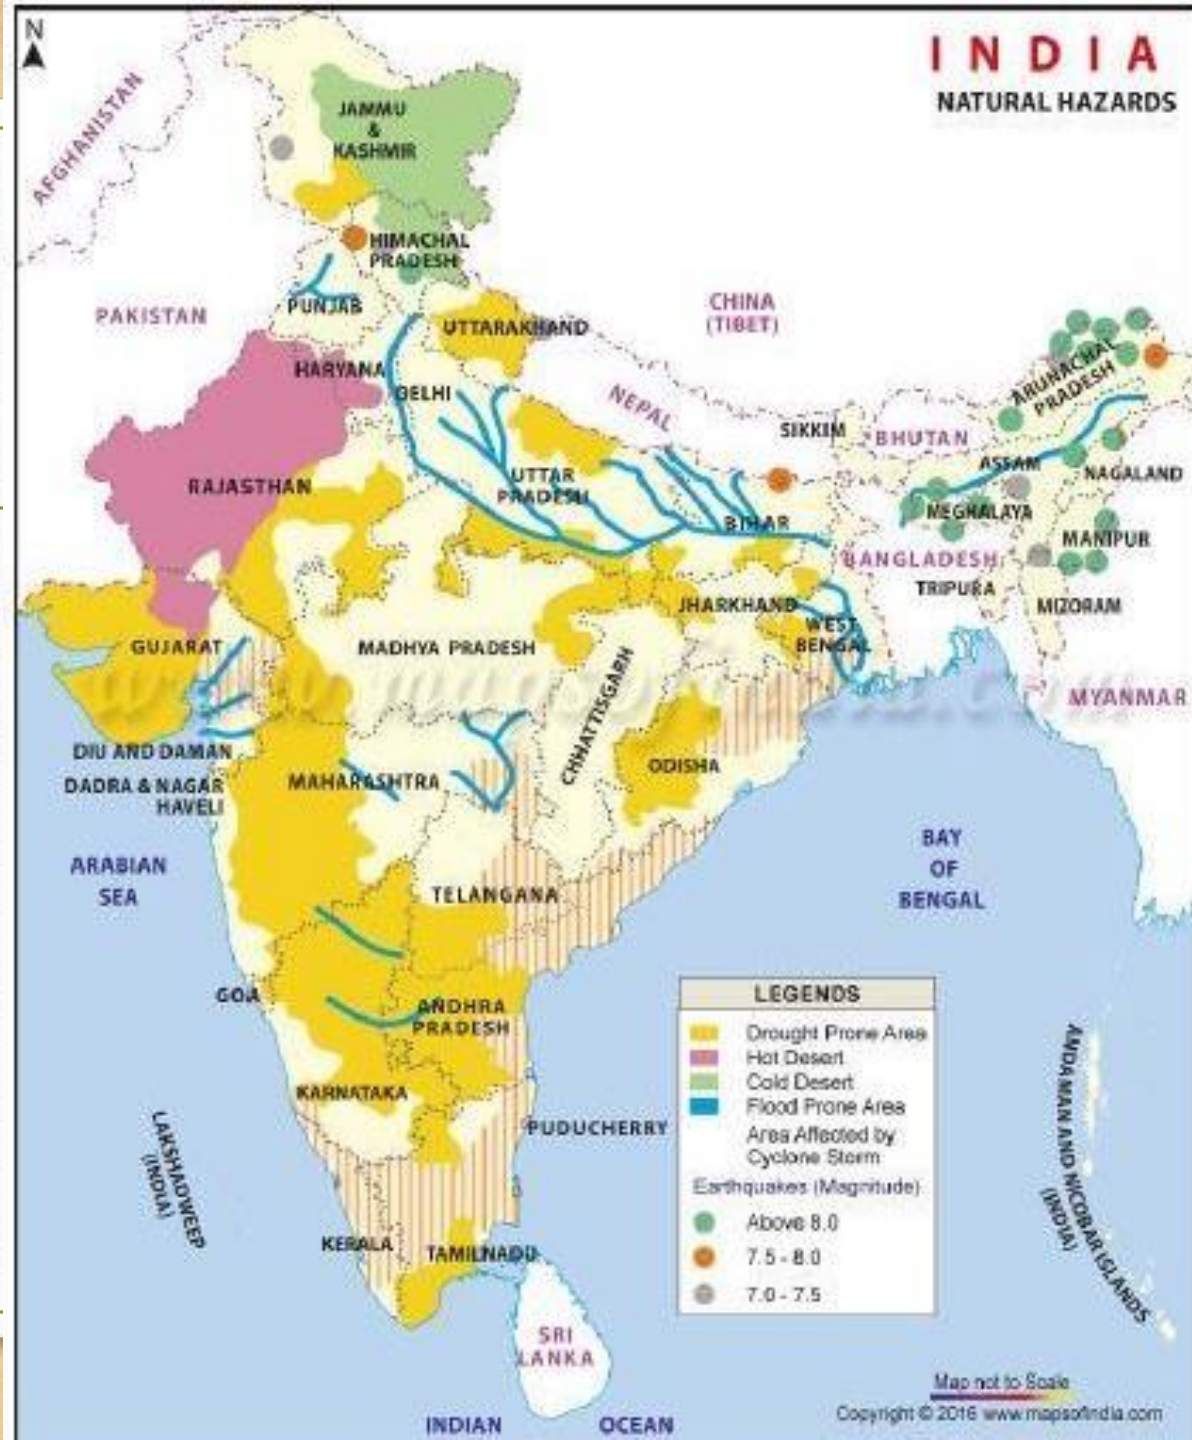 N
INDIA
NATURAL HAZARDS
AFGHANISTAN
JAMMU
&
KASHMIR
HIMACHAL
PRADESH
PAKISTAN
PUNJAB
CHINA
(TIBET)
UTTARAKHAND
HARYANA
DELHI
NEPAL
SIKKIM
BHUTAN
ARUNACHAL
PRADESH
ASSAM
NAGALAND
RAJASTHAN
UTTAR
PRADESH
BIHAR
MEGHALAYA
MANIPUR
BANGLADESH
TRIPURA
MIZORAM
JHARKHAND
WEST
BENGAL
GUJARAT
MADHYA PRADESH
CHHATTISGARH
MYANMAR
DIU AND DAMAN
DADRA & NAGAR
HAVELI
MAHARASHTRA
ODISHA
ARABIAN
SEA
BAY
OF
BENGAL
TELANGANA
GOA
ANDHRA
PRADESH
KARNATAKA
PUDUCHERRY
LAKSHADWEEP
(INDIA)
KERALA
TAMILNADU
SRI
LANKA
INDIAN OCEAN
ANDAMAN AND NICOBAR ISLANDS
(INDIA)
LEGENDS
Drought Prone Area
Hot Desert
Cold Desert
Flood Prone Area
Area Affected by
Cyclone Storm
Earthquakes (Magnitude)
Above 8.0
7.5 - 8.0
7.0 - 7.5
Map not to Scale
Copyright © 2016 www.mapsofindia.com